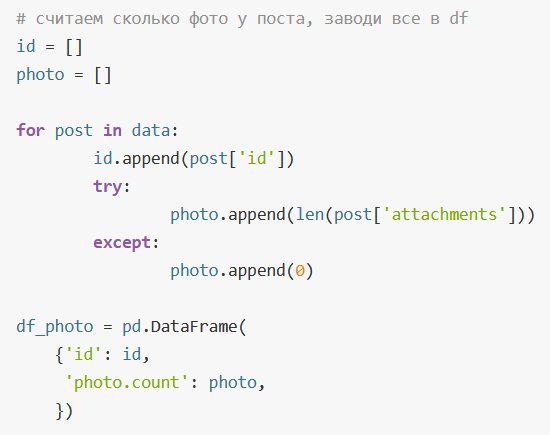 # считаем сколько фото у поста, заводи все в df
id = []
photo = []
for post in data:
        id.append(post['id'])
        try:
                photo.append(len(post['attachments']))
        except:
                photo.append(0)
df_photo = pd.DataFrame(
    {'id': id,
     'photo.count': photo,
    })